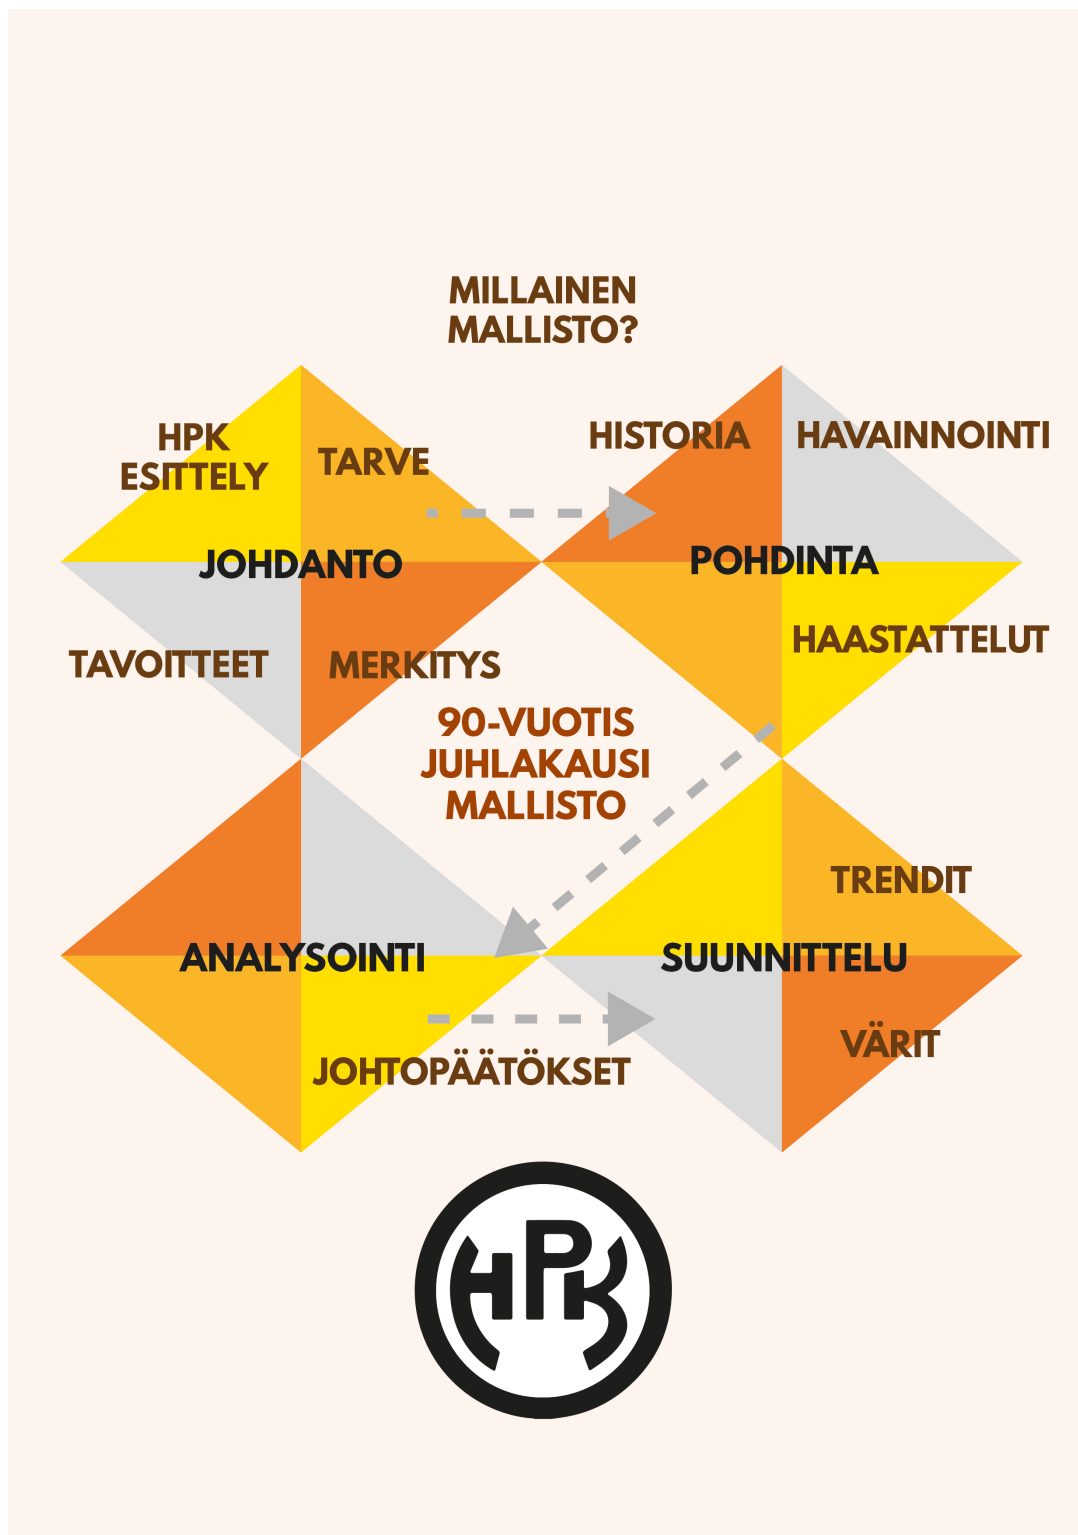 MILLAINEN
MALLISTO?
HPK
ESITTELY
TARVE
JOHDANTO
TAVOITTEET
MERKITYS
HISTORIA
HAVAINNOINTI
POHDINTA
HAASTATTELUT
90-VUOTIS
JUHLAKAUSI
MALLISTO
ANALYSOINTI
JOHTOPÄÄTÖKSET
TRENDIT
SUUNNITTELU
VÄRIT
HPK